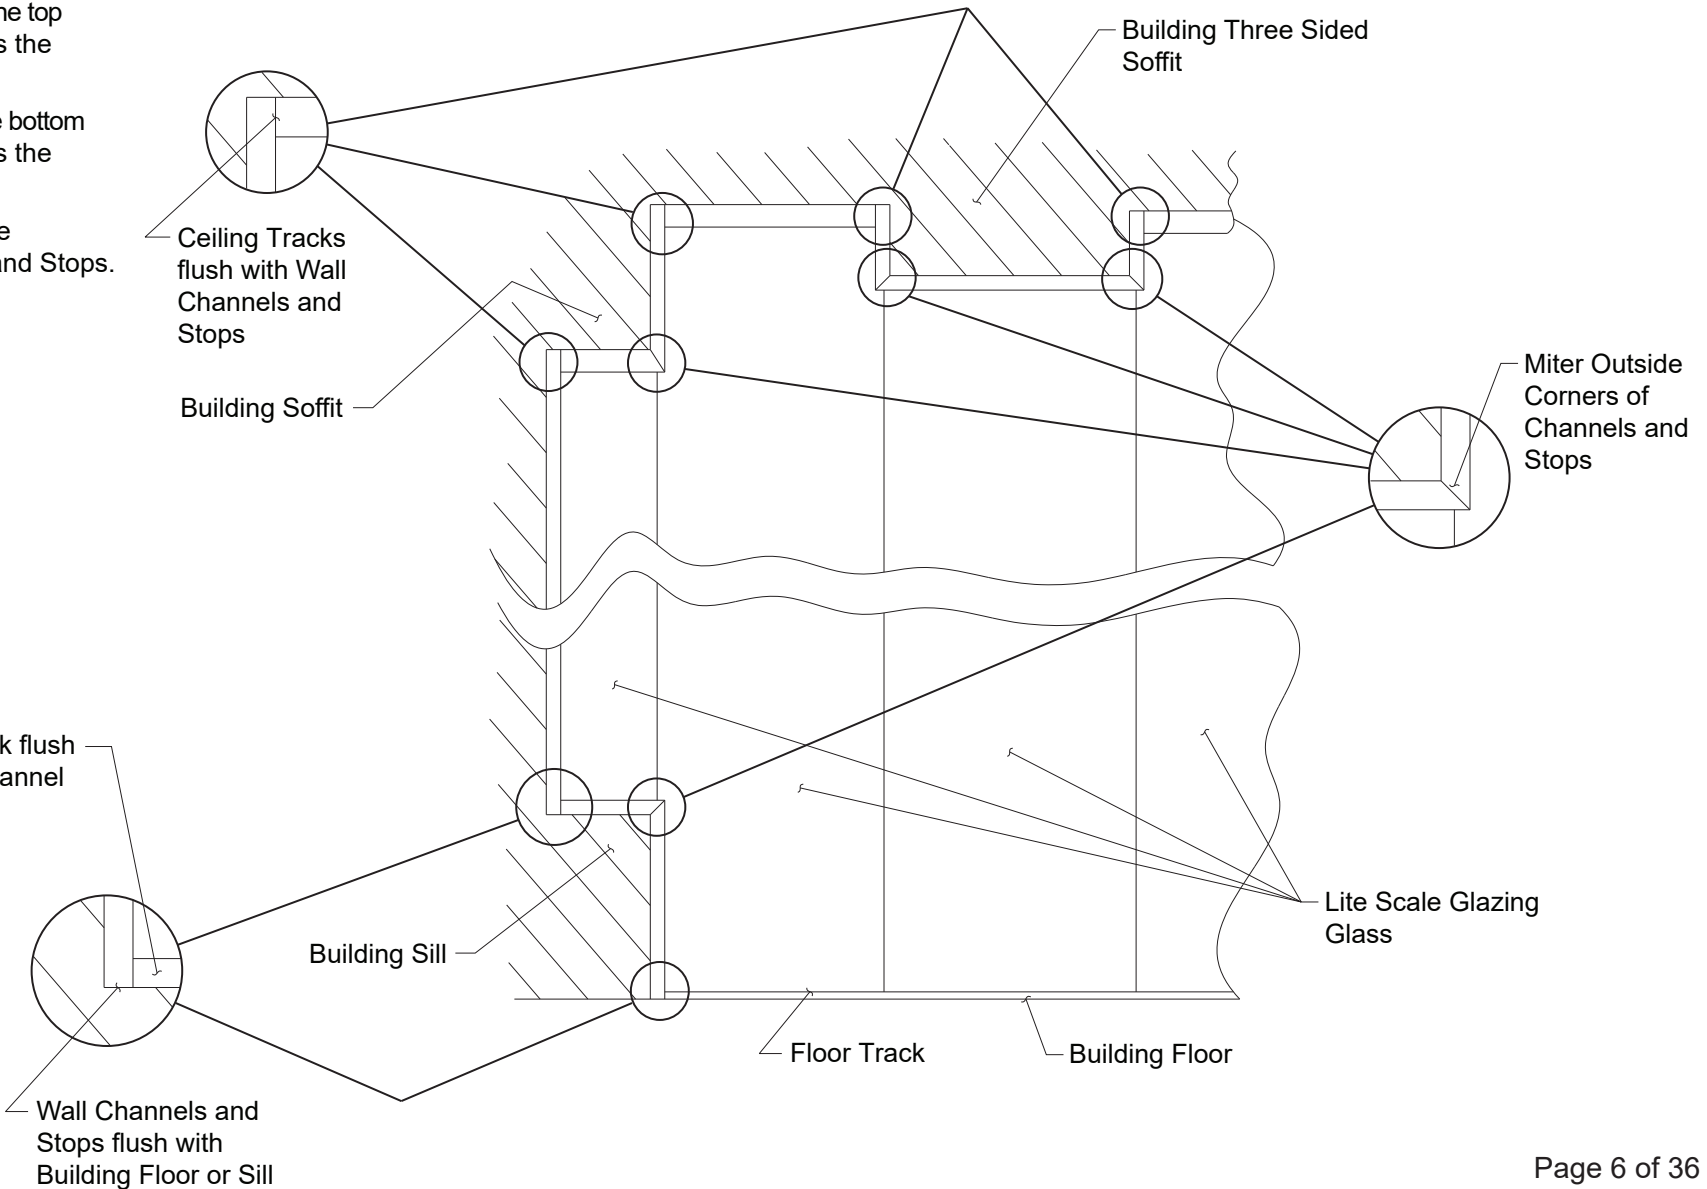 ne top
s the
e bottom
s the
e
and Stops.
Building Three Sided
Soffit
Ceiling Tracks
flush with Wall
Channels and
Stops
Building Soffit
Miter Outside
Corners of
Channels and
Stops
k flush
annel
Building Sill
Lite Scale Glazing
Glass
Floor Track
Building Floor
Wall Channels and
Stops flush with
Building Floor or Sill
Page 6 of 36